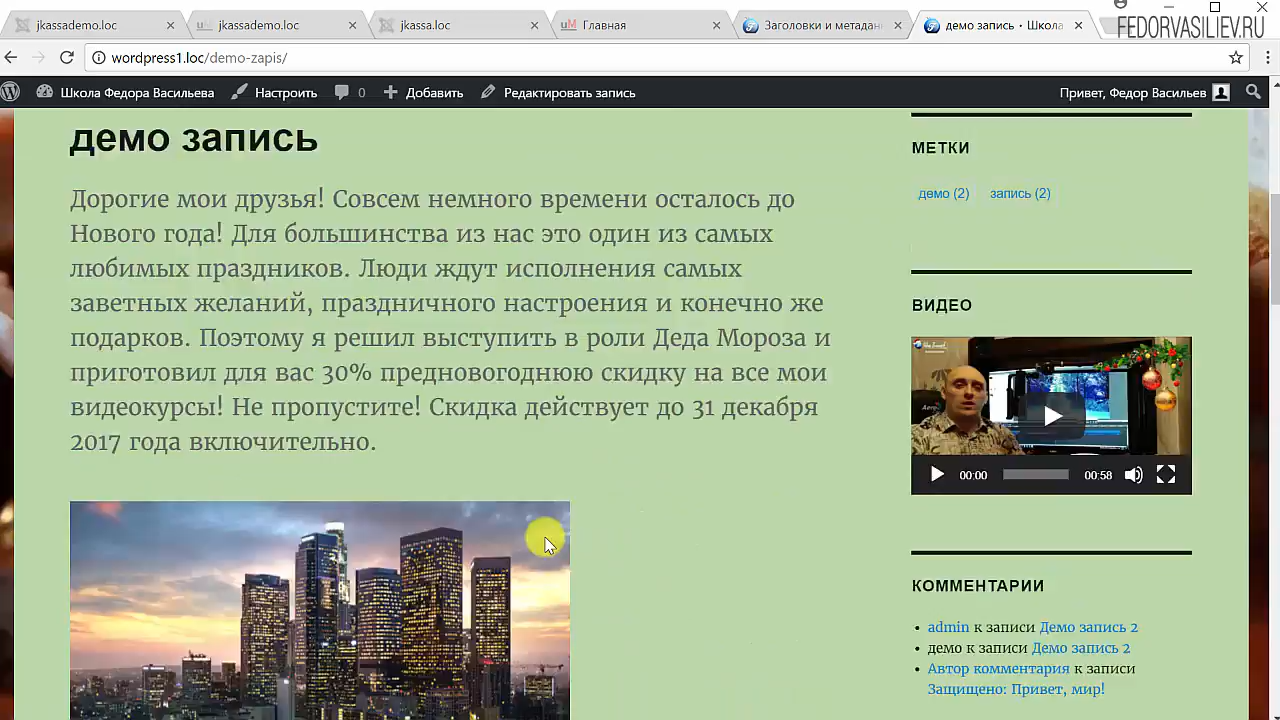 jkassademo.loc
jkassademo.loc
jkassa.loc
uM Главная
Заголовки и метадан
демо запись • Школа
FEDORVASILIEV.RU
wordpress1.loc/demo-zapis/
Школа Федора Васильева
Настроить
0
Добавить
Редактировать запись
Привет, Федор Васильев
демо запись
Дорогие мои друзья! Совсем немного времени осталось до
Нового года! Для большинства из нас это один из самых
любимых праздников. Люди ждут исполнения самых
заветных желаний, праздничного настроения и конечно же
подарков. Поэтому я решил выступить в роли Деда Мороза и
приготовил для вас 30% предновогоднюю скидку на все мои
видеокурсы! Не пропустите! Скидка действует до 31 декабря
2017 года включительно.
МЕТКИ
демо (2) запись (2)
ВИДЕО
00:00 00:58
КОММЕНТАРИИ
• admin к записи Демо запись 2
• демо к записи Демо запись 2
• Автор комментария к записи
Защищено: Привет, мир!